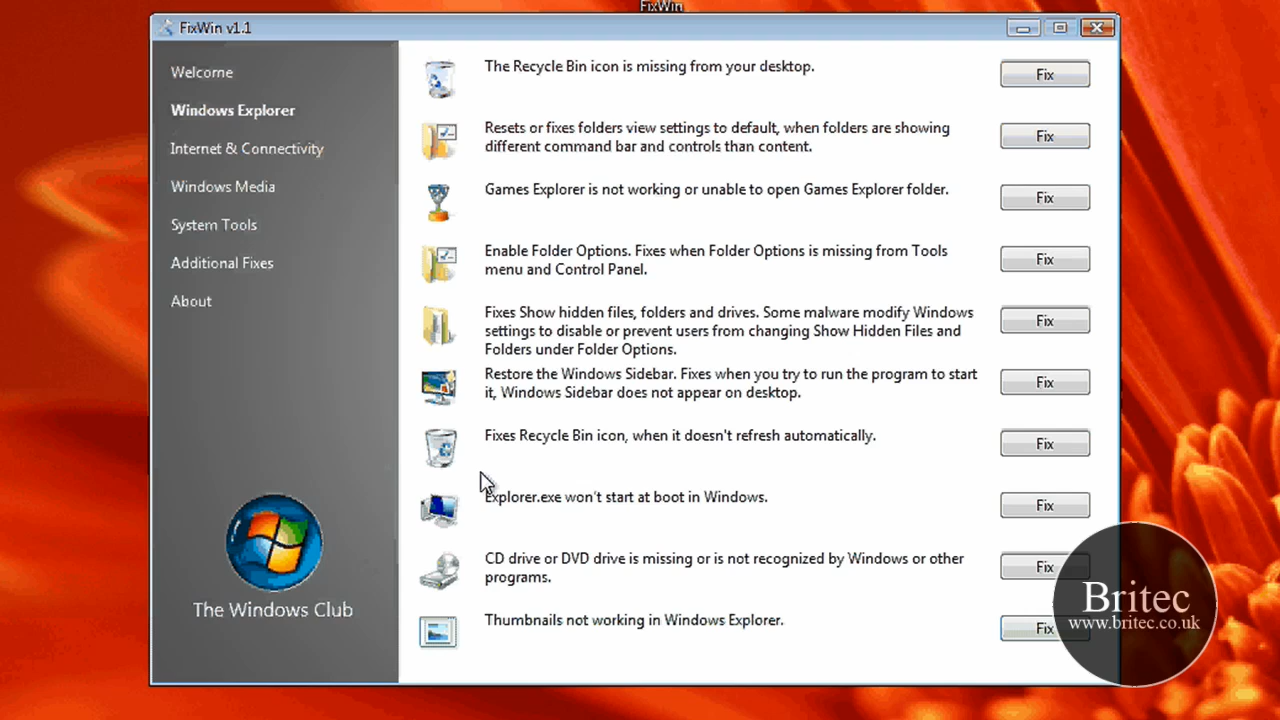 FixWin
FixWin v1.1
Welcome
Windows Explorer
Internet & Connectivity
Windows Media
System Tools
Additional Fixes
About
The Windows Club
The Recycle Bin icon is missing from your desktop.
Fix
Resets or fixes folders view settings to default, when folders are showing
different command bar and controls than content.
Fix
Games Explorer is not working or unable to open Games Explorer folder.
Fix
Enable Folder Options. Fixes when Folder Options is missing from Tools
menu and Control Panel.
Fix
Fixes Show hidden files, folders and drives. Some malware modify Windows
settings to disable or prevent users from changing Show Hidden Files and
Folders under Folder Options.
Fix
Restore the Windows Sidebar. Fixes when you try to run the program to start
it, Windows Sidebar does not appear on desktop.
Fix
Fixes Recycle Bin icon, when it doesn't refresh automatically.
Fix
Explorer.exe won't start at boot in Windows.
Fix
CD drive or DVD drive is missing or is not recognized by Windows or other
programs.
Fix
Thumbnails not working in Windows Explorer.
Fix
Britec
www.britec.co.uk